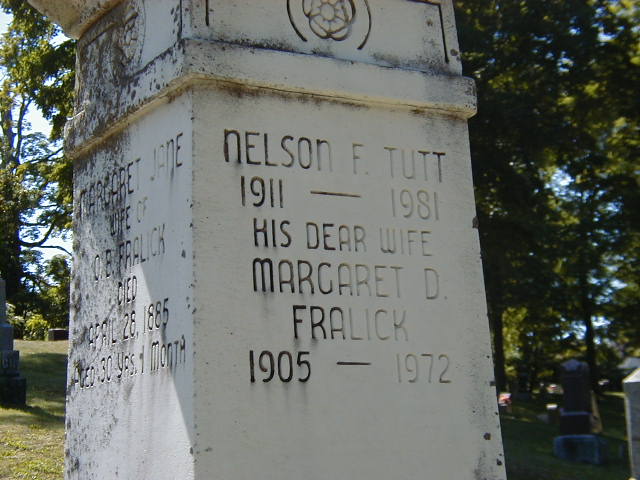 MARGARET JANE
WIFE OF
O.B. FRALICK
DIED
APRIL 28, 1885
AGED 30 YRS. 1 MONTH
NELSON F. TUTT
1911 — 1981
HIS DEAR WIFE
MARGARET D.
FRALICK
1905 — 1972